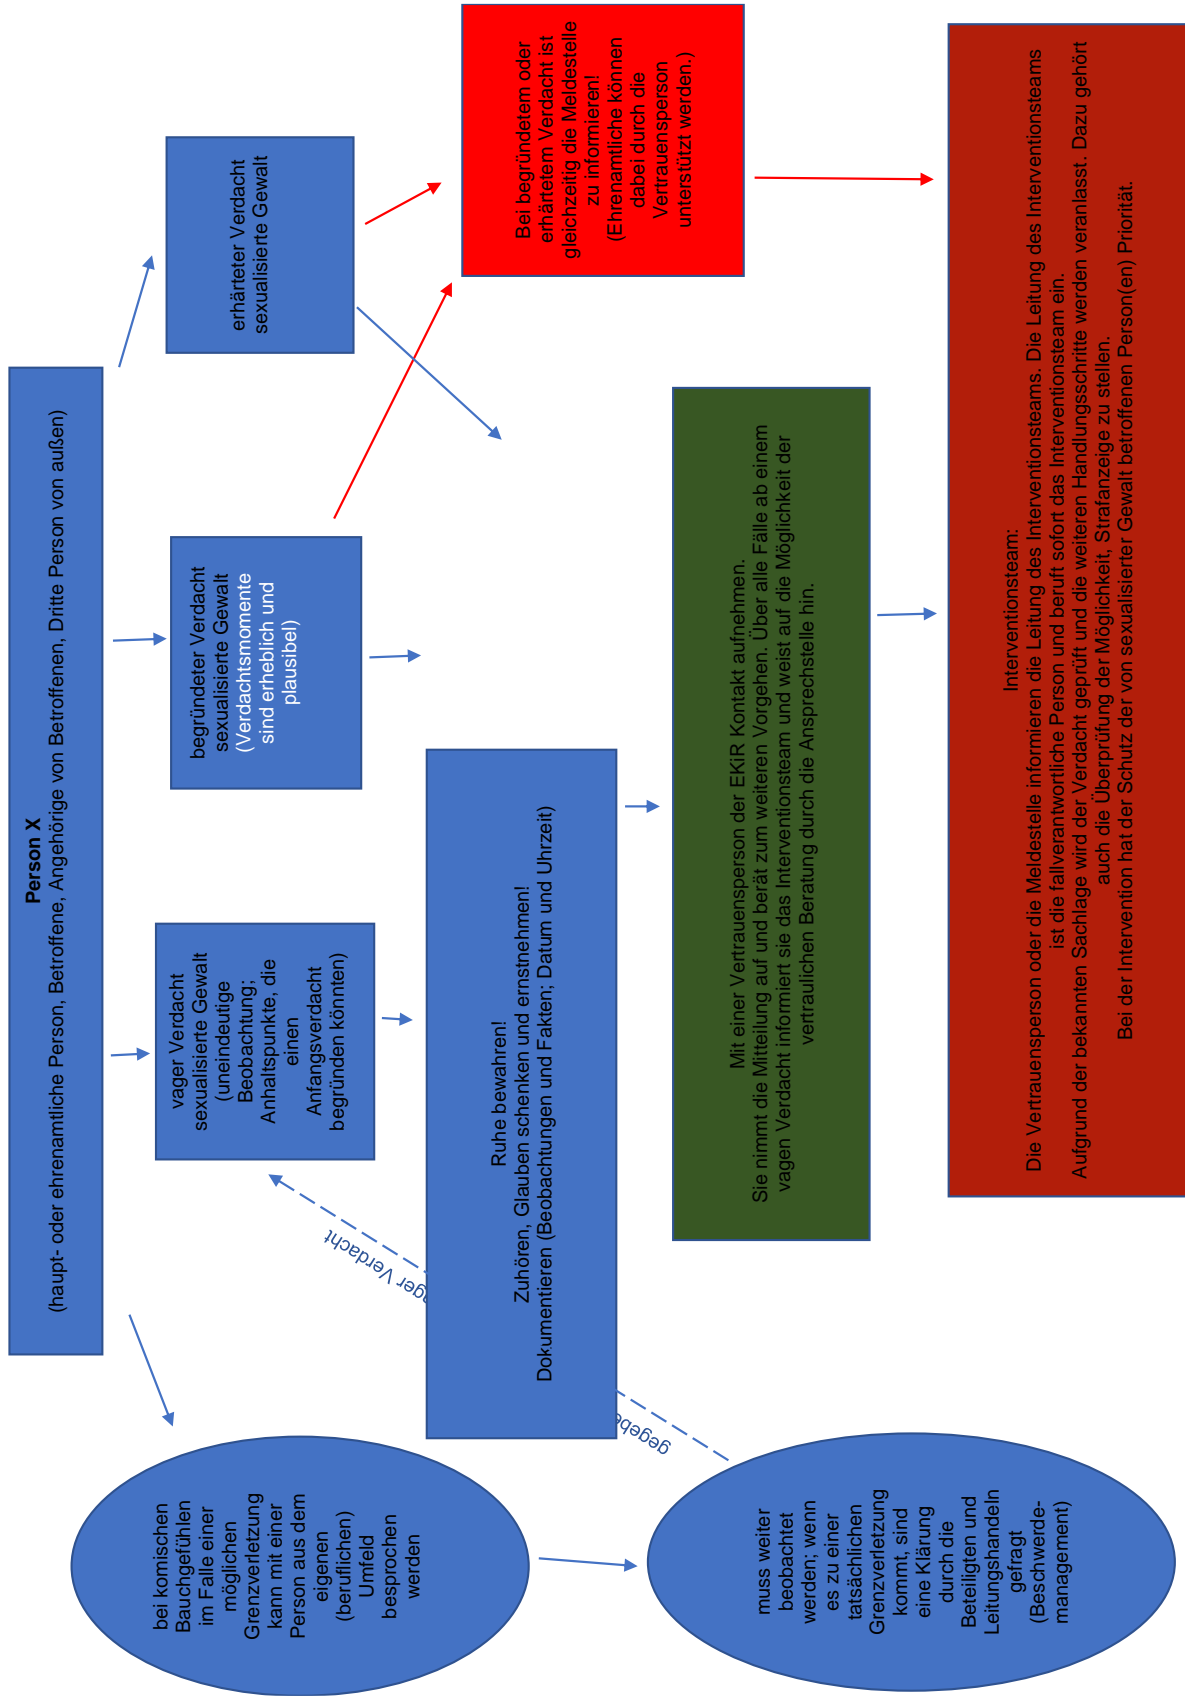 Person X
(haupt- oder ehrenamtliche Person, Betroffene, Angehörige von Betroffenen, Dritte Person von außen)
bei komischen
Bauchgefühlen
im Falle einer
möglichen
Grenzverletzung
kann mit einer
Person aus dem
eigenen
(beruflichen)
Umfeld
besprochen
werden
vager Verdacht
sexualisierte Gewalt
(uneindeutige
Beobachtung;
Anhaltspunkte, die
einen
Anfangsverdacht
begründen könnten)
begründeter Verdacht
sexualisierte Gewalt
(Verdachtsmomente
sind erheblich und
plausibel)
erhärteter Verdacht
sexualisierte Gewalt
Verdacht
Ruhe bewahren!
Zuhören, Glauben schenken und ernstnehmen!
Dokumentieren (Beobachtungen und Fakten; Datum und Uhrzeit)
Bei begründetem oder
erhärtetem Verdacht ist
gleichzeitig die Meldestelle
zu informieren!
(Ehrenamtliche können
dabei durch die
Vertrauensperson
unterstützt werden.)
muss weiter
beobachtet
werden; wenn
es zu einer
tatsächlichen
Grenzverletzung
kommt, sind
eine Klärung
durch die
Beteiligten und
Leitungshandeln
gefragt
(Beschwerde-
management)
Mit einer Vertrauensperson der EKiR Kontakt aufnehmen.
Sie nimmt die Mitteilung auf und berät zum weiteren Vorgehen. Über alle Fälle ab einem
vagen Verdacht informiert sie das Interventionsteam und weist auf die Möglichkeit der
vertraulichen Beratung durch die Ansprechstelle hin.
Interventionsteam:
Die Vertrauensperson oder die Meldestelle informieren die Leitung des Interventionsteams. Die Leitung des Interventionsteams
ist die fallverantwortliche Person und beruft sofort das Interventionsteam ein.
Aufgrund der bekannten Sachlage wird der Verdacht geprüft und die weiteren Handlungsschritte werden veranlasst. Dazu gehört
auch die Überprüfung der Möglichkeit, Strafanzeige zu stellen.
Bei der Intervention hat der Schutz der von sexualisierter Gewalt betroffenen Person(en) Priorität.